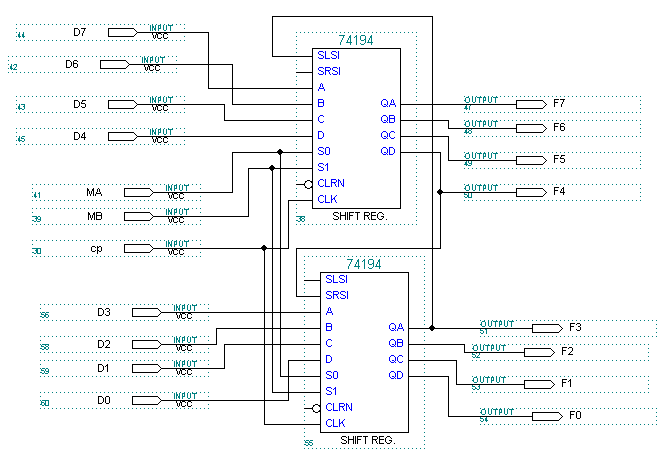 44 D7 INPUT VCC
42 D6 INPUT VCC
43 D5 INPUT VCC
45 D4 INPUT VCC
41 MA INPUT VCC
39 MB INPUT VCC
30 cp INPUT VCC
74194
SLSI
SRSI
A QA
B QB
C QC
D QD
S0
S1
CLRN
CLK
38 SHIFT REG.
OUTPUT 47 F7
OUTPUT 48 F6
OUTPUT 49 F5
OUTPUT 50 F4
56 D3 INPUT VCC
58 D2 INPUT VCC
59 D1 INPUT VCC
60 D0 INPUT VCC
74194
SLSI
SRSI
A QA
B QB
C QC
D QD
S0
S1
CLRN
CLK
55 SHIFT REG.
OUTPUT 51 F3
OUTPUT 52 F2
OUTPUT 53 F1
OUTPUT 54 F0